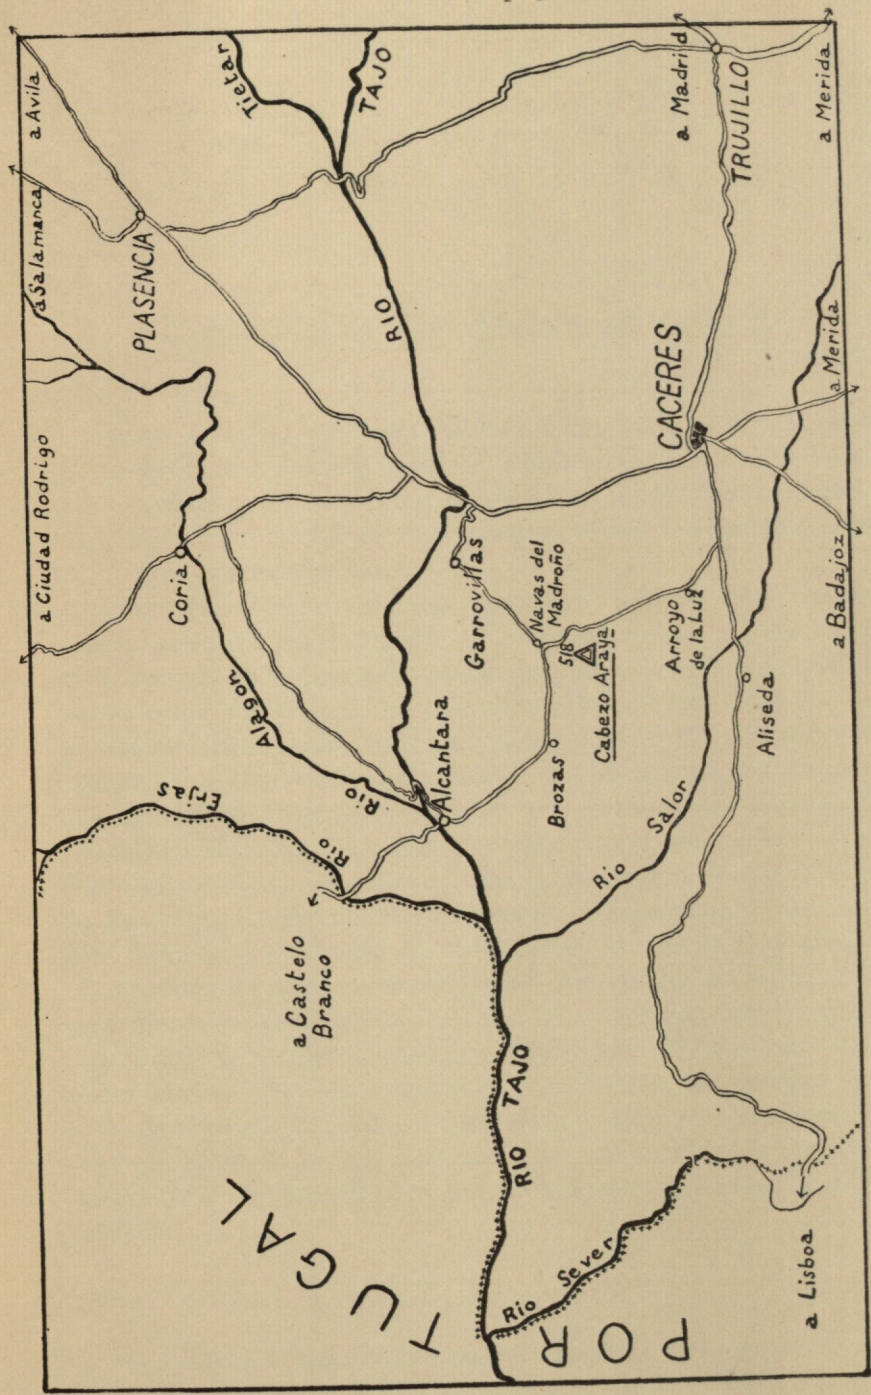 a Ciudad Rodrigo
a Salamanca
a Avila
PLASENCIA
Tietar
TAJO
RIO
Coria
Alagon
Rio
Rio
Erjas
a Castelo
Branco
Alcantara
Garrovillas
Navas del
Madroño
518
Cabezo Araya
Brozas
Arroyo
de la Luz
Aliseda
CACERES
TRUJILLO
a Madrid
a Merida
a Merida
a Badajoz
Rio
Salor
RIO
TAJO
Rio
Sever
a Lisboa
PORTUGAL